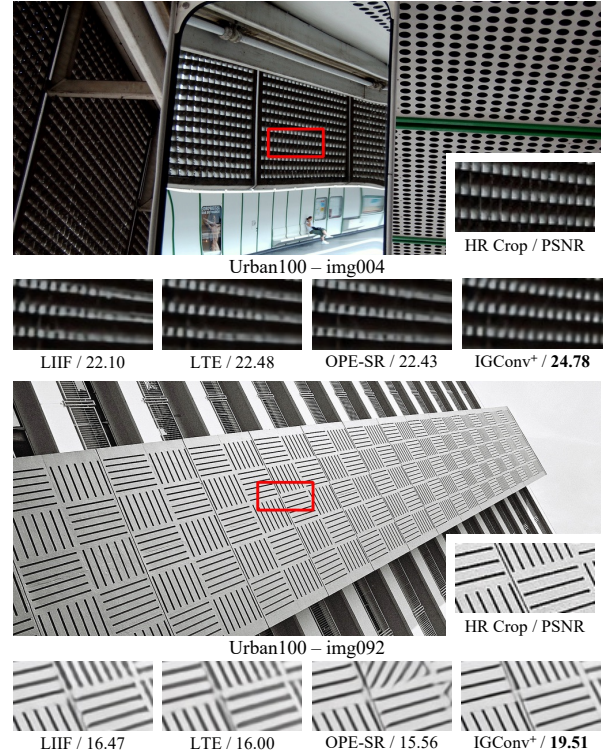 HR Crop / PSNR
Urban100 – img004
LIIF / 22.10
LTE / 22.48
OPE-SR / 22.43
IGConv⁺ / 24.78
HR Crop / PSNR
Urban100 – img092
LIIF / 16.47
LTE / 16.00
OPE-SR / 15.56
IGConv⁺ / 19.51